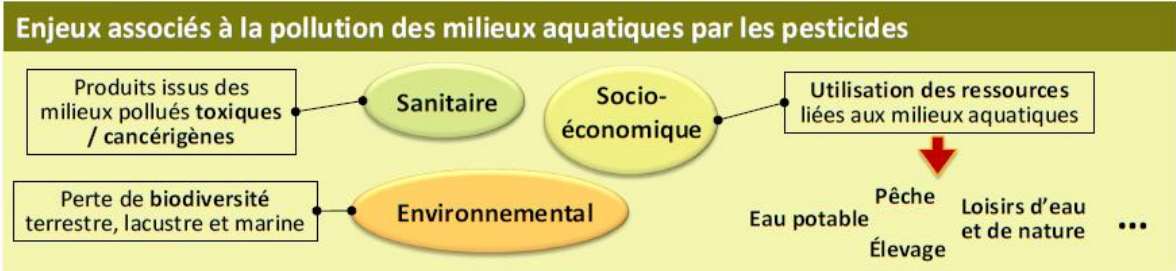 Enjeux associés à la pollution des milieux aquatiques par les pesticides
Produits issus des
milieux pollués toxiques
/ cancérigènes
Sanitaire
Socio-
économique
Utilisation des ressources
liées aux milieux aquatiques
Perte de biodiversité
terrestre, lacustre et marine
Environnemental
Eau potable
Pêche
Élevage
Loisirs d'eau
et de nature
...